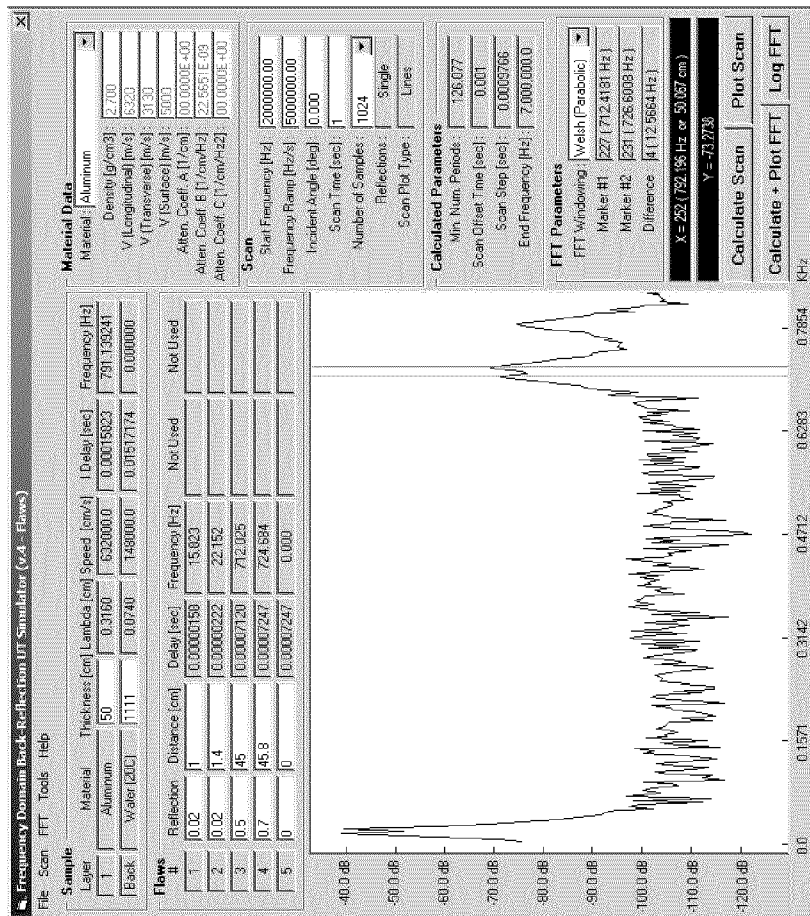 Frequency Domain Back-Reflection UT Simulator (v.4 - Flaws)
File Scan FFT Tools Help
Sample
Layer Material Thickness [cm] Lambda [cm] Speed [cm/s] I.Delay [sec] Frequency [Hz]
1 Aluminum 50 0.3160 632000.0 0.00015823 791.139241
Back Water (20C) 1111 0.0740 148000.0 0.01517174 0.000000
Flaws
# Reflection Distance [cm] Delay [sec] Frequency [Hz] Not Used Not Used
1 0.02 1 0.00000158 15.823
2 0.02 1.4 0.00000222 22.152
3 0.5 45 0.00007120 712.025
4 0.7 45.8 0.00007247 724.684
5 0 0 0.00007247 0.000
-40.0 dB
-50.0 dB
-60.0 dB
-70.0 dB
-80.0 dB
-90.0 dB
-100.0 dB
-110.0 dB
-120.0 dB
0.0 0.1571 0.3142 0.4712 0.6283 0.7854 KHz
Material Data
Material : Aluminum
Density [g/cm3] 2.700
V (Longitudinal) [m/s] : 6320
V (Transverse) [m/s] : 3130
V (Surface) [m/s] : 5000
Atten. Coeff. A [1/cm] 00.0000E+00
Atten. Coeff. B [1/cm/Hz] 22.5651E-09
Atten. Coeff. C [1/cm/Hz2] 00.0000E+00
Scan
Start Frequency [Hz] 2000000.00
Frequency Ramp [Hz/s] 5000000.00
Incident Angle [deg] : 0.000
Scan Time [sec] : 1
Number of Samples : 1024
Reflections : Single
Scan Plot Type : Lines
Calculated Parameters
Min. Num. Periods : 126.077
Scan Offset Time [sec] : 0.001
Scan Step [sec] : 0.0009766
End Frequency [Hz] : 7,000,000.0
FFT Parameters
FFT Windowing : Welsh (Parabolic)
Marker #1 227 ( 712.4181 Hz )
Marker #2 231 ( 726.6008 Hz )
Difference 4 ( 12.5664 Hz )
X = 252 ( 792.196 Hz or 50.067 cm )
Y = -73.2738
Calculate Scan Plot Scan
Calculate + Plot FFT Log FFT